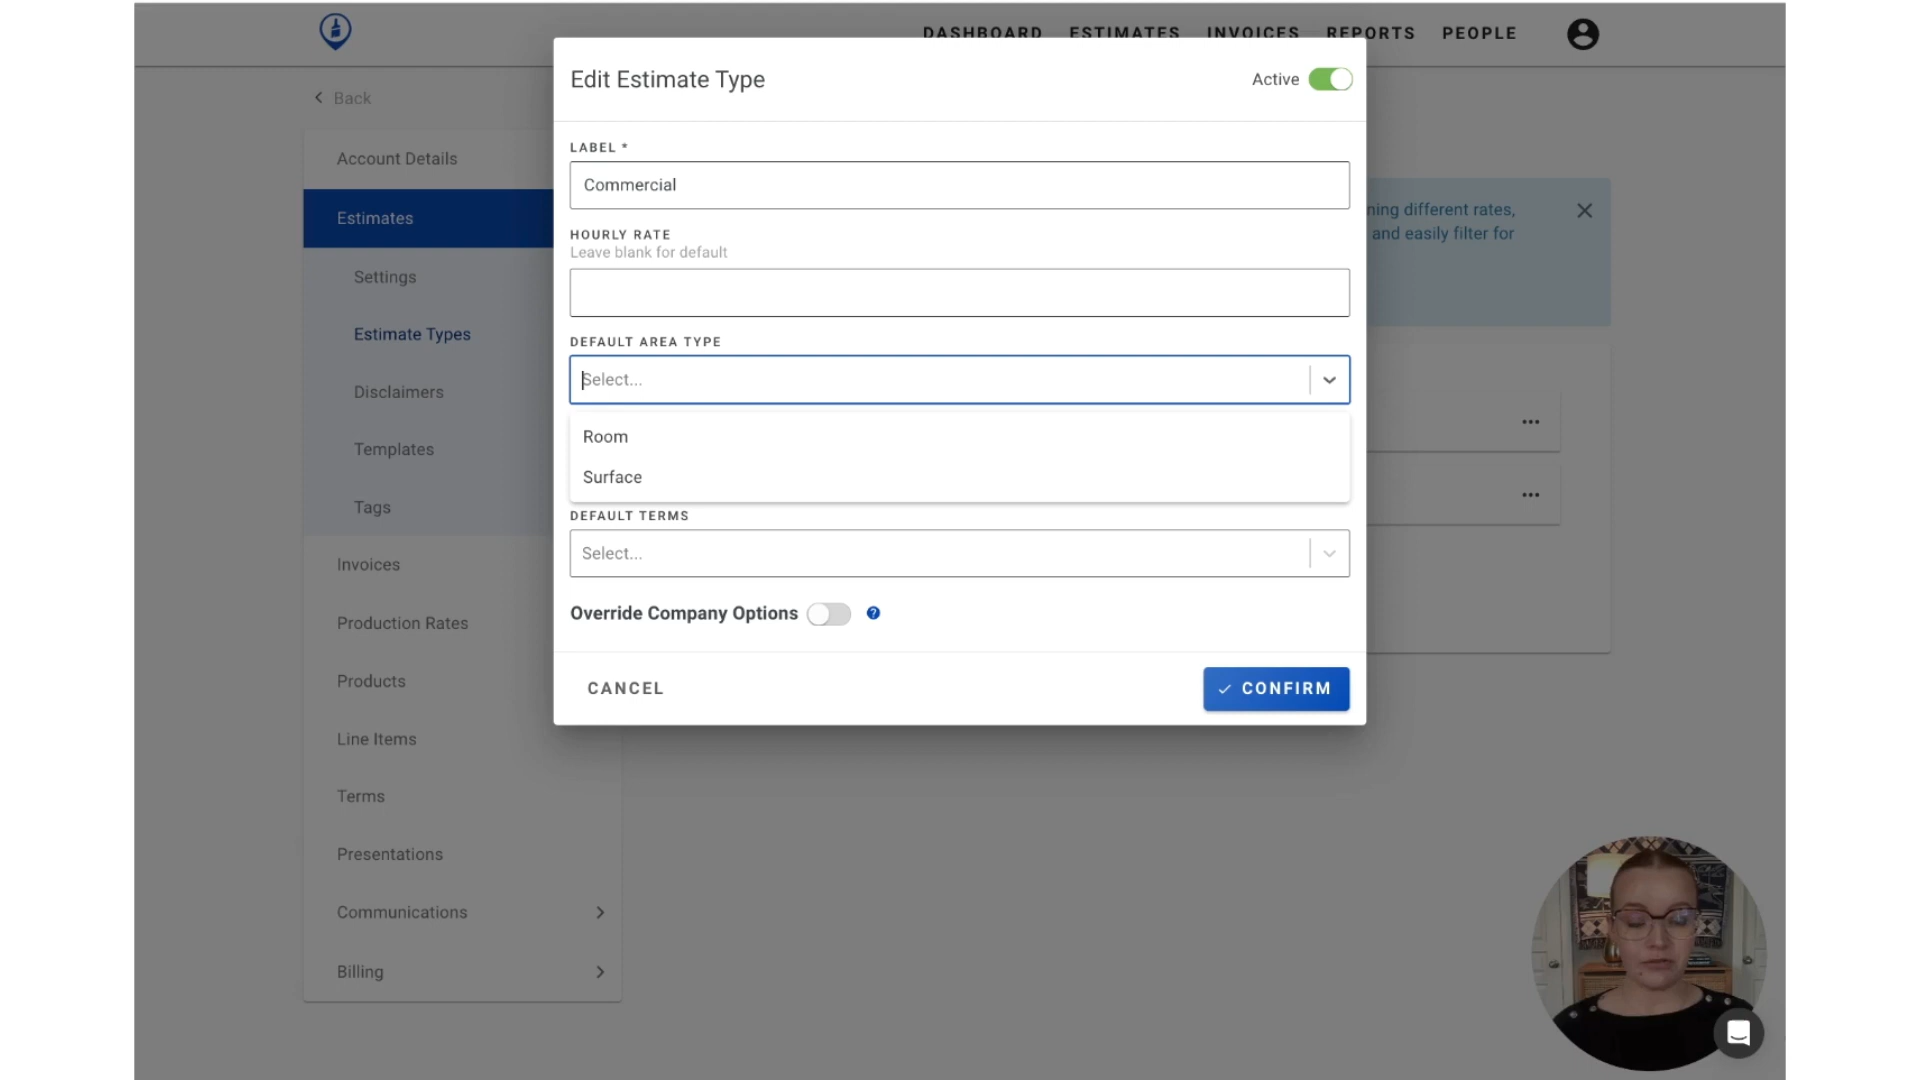 DASHBOARD ESTIMATES INVOICES REPORTS PEOPLE
Back
Account Details
Estimates
Settings
Estimate Types
Disclaimers
Templates
Tags
Invoices
Production Rates
Products
Line Items
Terms
Presentations
Communications
Billing
Edit Estimate Type
Active
LABEL *
Commercial
HOURLY RATE
Leave blank for default
DEFAULT AREA TYPE
Select...
Room
Surface
DEFAULT TERMS
Select...
Override Company Options
?
CANCEL
CONFIRM
ning different rates,
and easily filter for